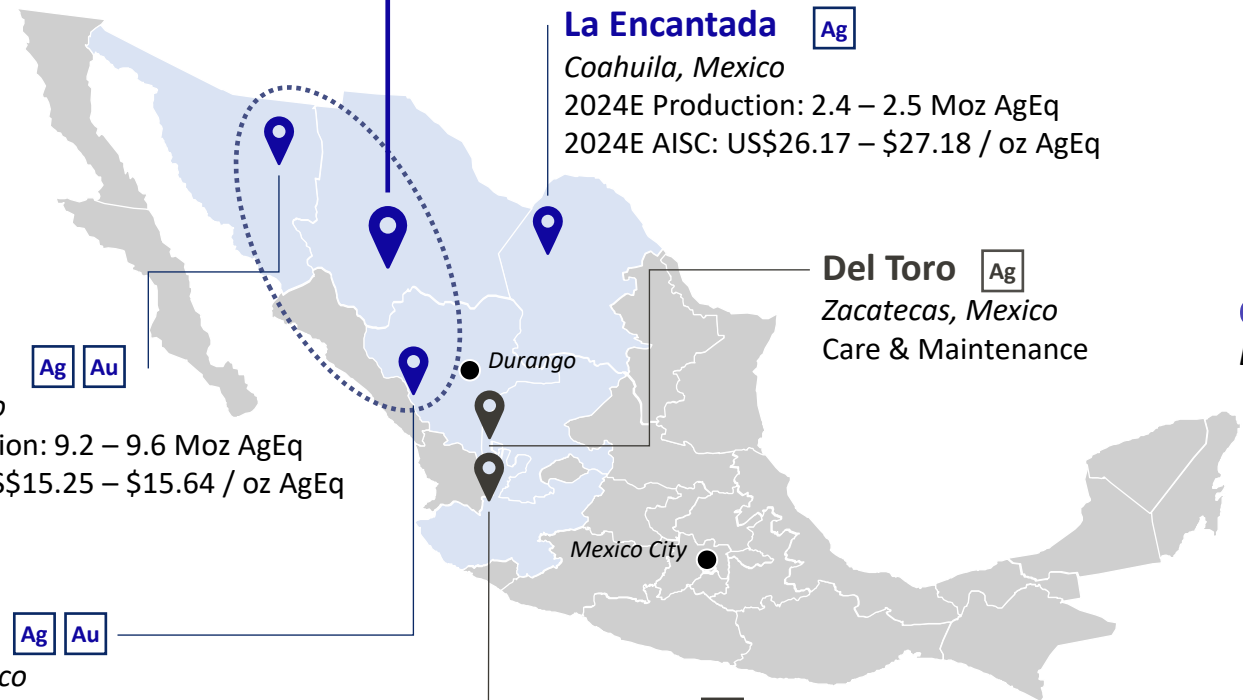 La Encantada Ag
Coahuila, Mexico
2024E Production: 2.4 – 2.5 Moz AgEq
2024E AISC: US$26.17 – $27.18 / oz AgEq
Del Toro Ag
Zacatecas, Mexico
Care & Maintenance
Durango
Ag Au
ion: 9.2 – 9.6 Moz AgEq
S$15.25 – $15.64 / oz AgEq
Mexico City
Ag Au
co